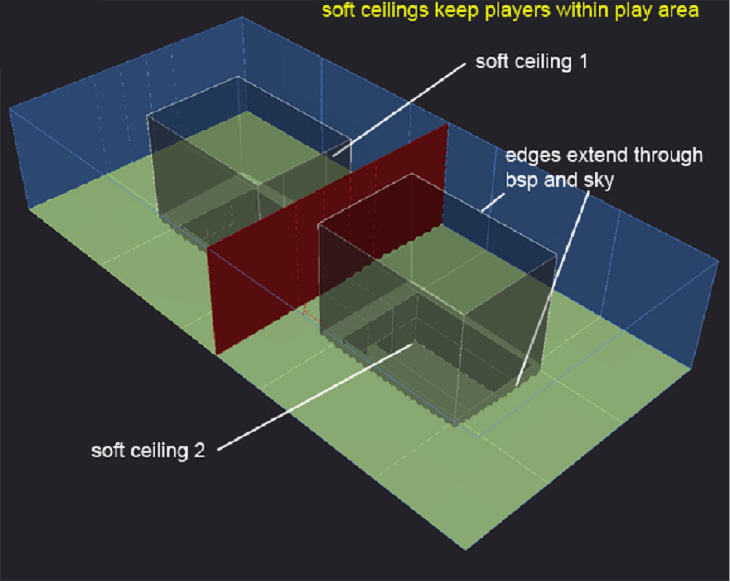 soft ceilings keep players within play area
soft ceiling 1
edges extend through
bsp and sky
soft ceiling 2